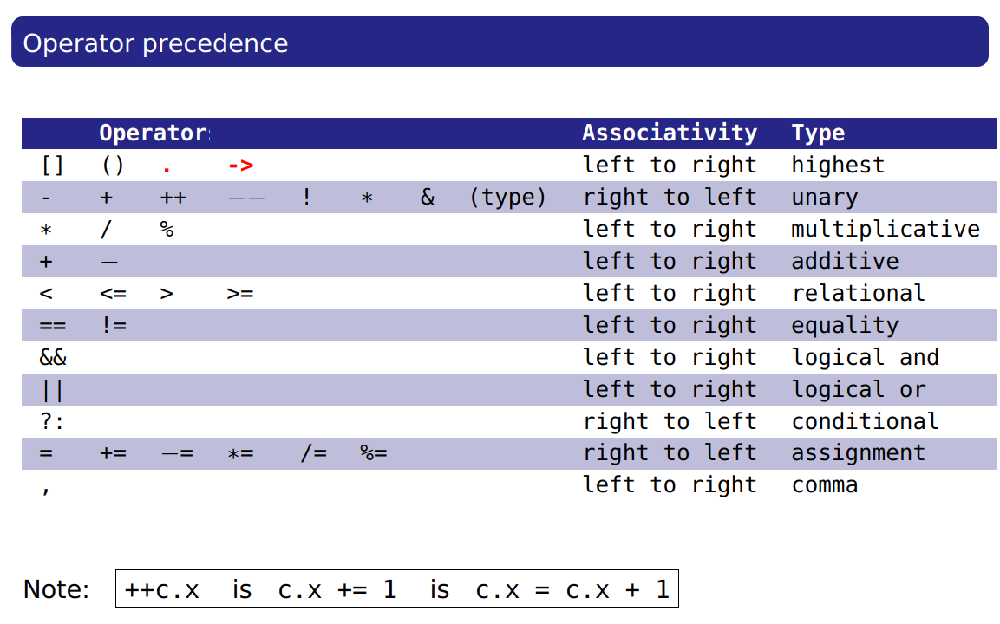 Operator precedence
Operators Associativity Type
[] () . -> left to right highest
- + ++ −− ! * & (type) right to left unary
* / % left to right multiplicative
+ − left to right additive
< <= > >= left to right relational
== != left to right equality
&& left to right logical and
|| left to right logical or
?: right to left conditional
= += −= *= /= %= right to left assignment
, left to right comma
Note: ++c.x is c.x += 1 is c.x = c.x + 1